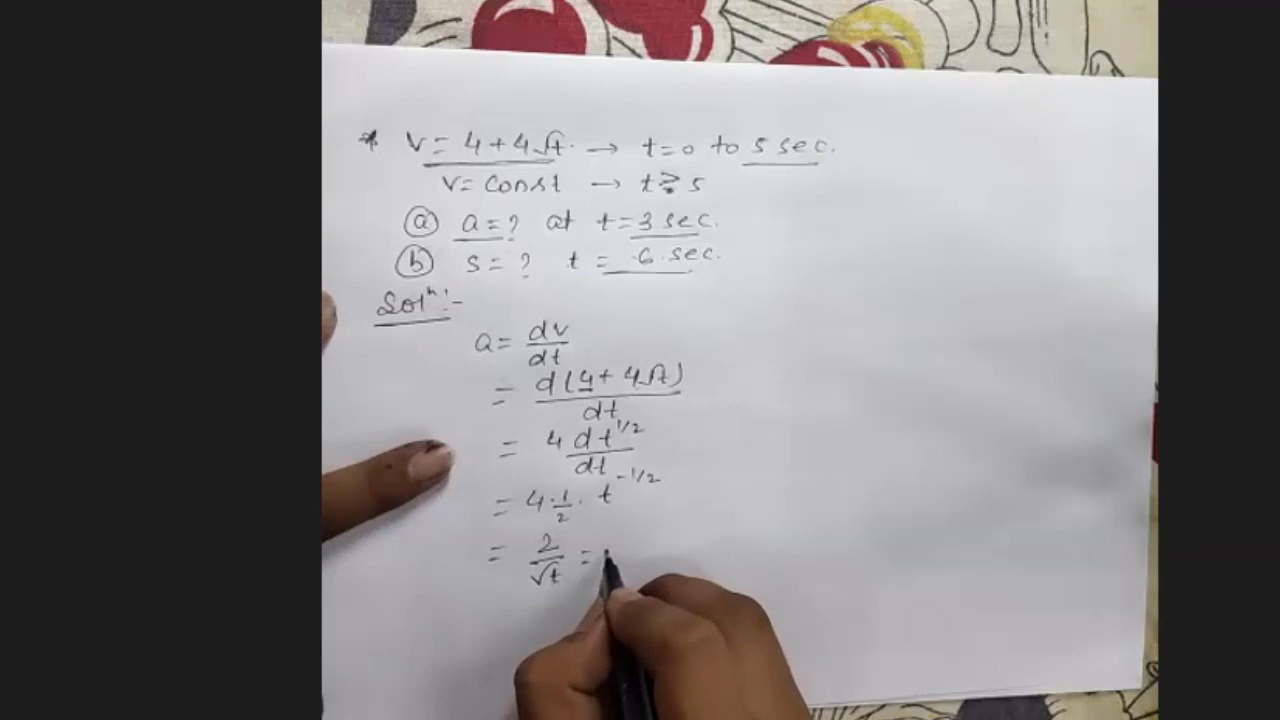 * v = 4 + 4√t. → t=0 to 5 sec.
v = const → t ≥ 5
(a) a = ? at t = 3 sec.
(b) s = ? t = 6 sec.
Solⁿ:-
a = dv/dt
= d(4 + 4√t)/dt
= 4 dt^1/2/dt
= 4 · 1/2 · t^-1/2
= 2/√t =